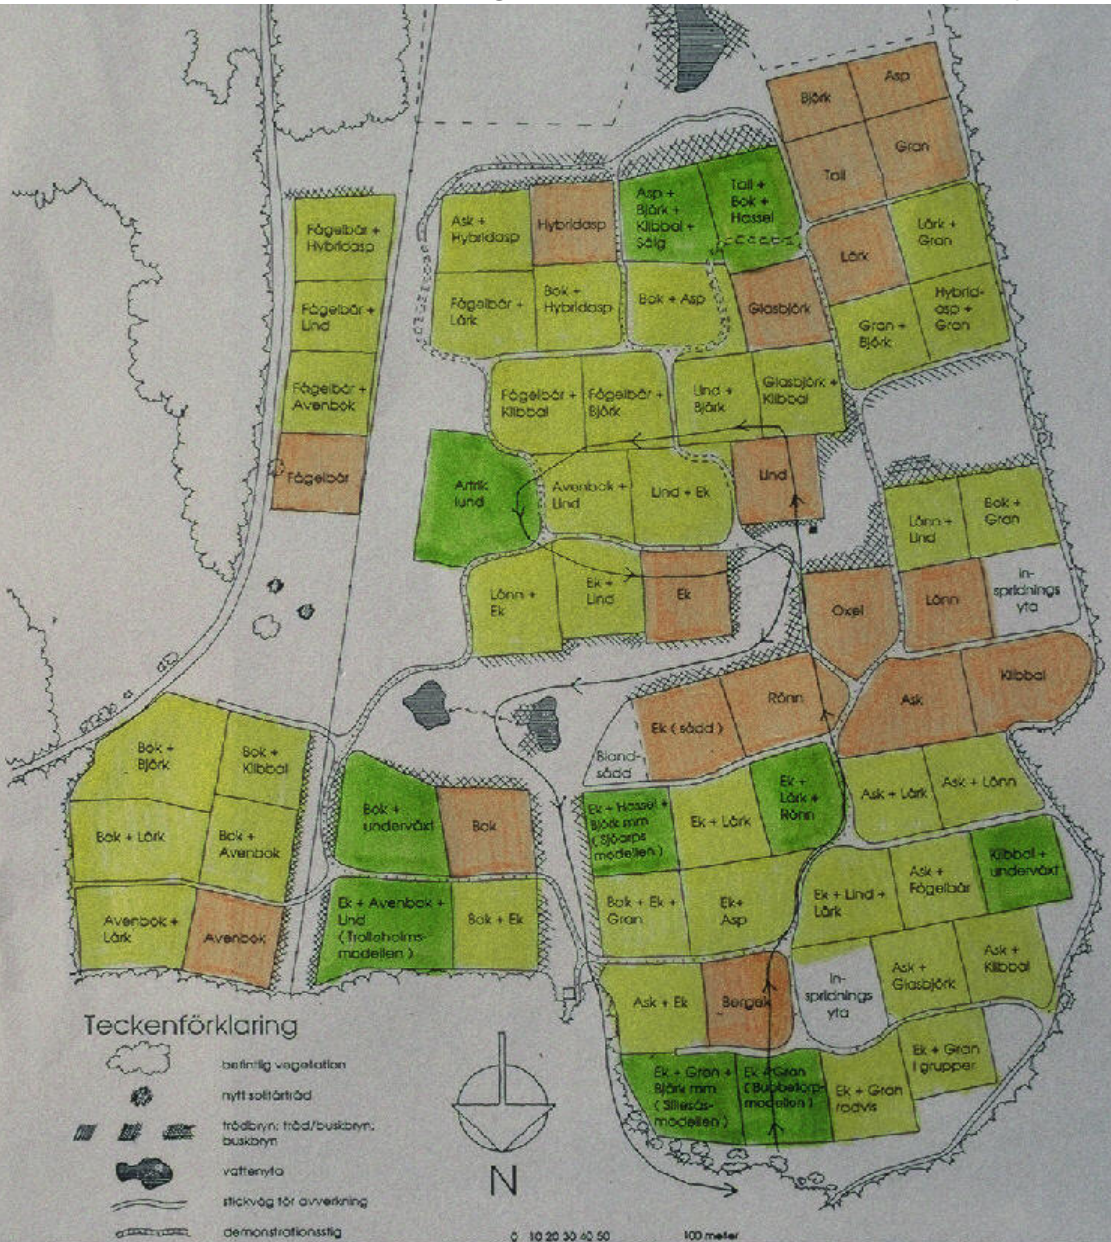 Björk
Asp
Tall
Gran
Asp +
Björk +
Klibbal +
Sälg
Tall +
Bok +
Hassel
Fågelbär +
Hybridasp
Ask +
Hybridasp
Hybridasp
Lärk
Lärk +
Gran
Fågelbär +
Lind
Fågelbär +
Lärk
Bok +
Hybridasp
Bok + Asp
Glasbjörk
Gran +
Björk
Hybrid-
asp +
Gran
Fågelbär +
Avenbok
Fågelbär +
Klibbal
Fågelbär +
Björk
Lind +
Björk
Glasbjörk +
Klibbal
Fågelbär
Artrik
lund
Avenbok +
Lind
Lind + Ek
Lind
Lönn +
Lind
Bok +
Gran
Lönn +
Ek
Ek +
Lind
Ek
Oxel
Lönn
In-
spridnings
yta
Ek ( sådd )
Rönn
Ask
Klibbal
Bland-
sådd
Bok +
Björk
Bok +
Klibbal
Bok + Lärk
Bok +
Avenbok
Bok +
underväxt
Bok
Ek + Hassel +
Björk mm
( Sjöarps
modellen )
Ek + Lärk
Ek +
Lärk +
Rönn
Ask + Lärk
Ask + Lönn
Avenbok +
Lärk
Avenbok
Ek + Avenbok +
Lind
( Trolleholms-
modellen )
Bok + Ek
Bok + Ek +
Gran
Ek+
Asp
Ek + Lind +
Lärk
Ask +
Fågelbär
Klibbal +
underväxt
Ask + Ek
Bergek
In-
spridnings
yta
Ask +
Glasbjörk
Ask +
Klibbal
Ek + Gran +
Björk mm
( Sillesås-
modellen )
Ek + Gran
( Bubbetorp-
modellen )
Ek + Gran
radvis
Ek + Gran
i grupper
Teckenförklaring
befintlig vegetation
nytt solitärträd
trädbryn; träd/buskbryn;
buskbryn
vattenyta
stickväg för avverkning
demonstrationsstig
N
0 10 20 30 40 50 100 meter